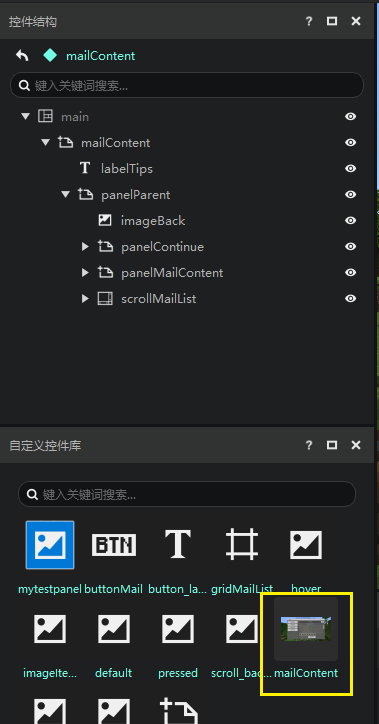 控件结构
mailContent
键入关键词搜索...
main
mailContent
labelTips
panelParent
imageBack
panelContinue
panelMailContent
scrollMailList
自定义控件库
键入关键词搜索...
BTN
mytestpanel buttonMail button_la... gridMailList hover
imageIte... default pressed scroll_bac... mailContent